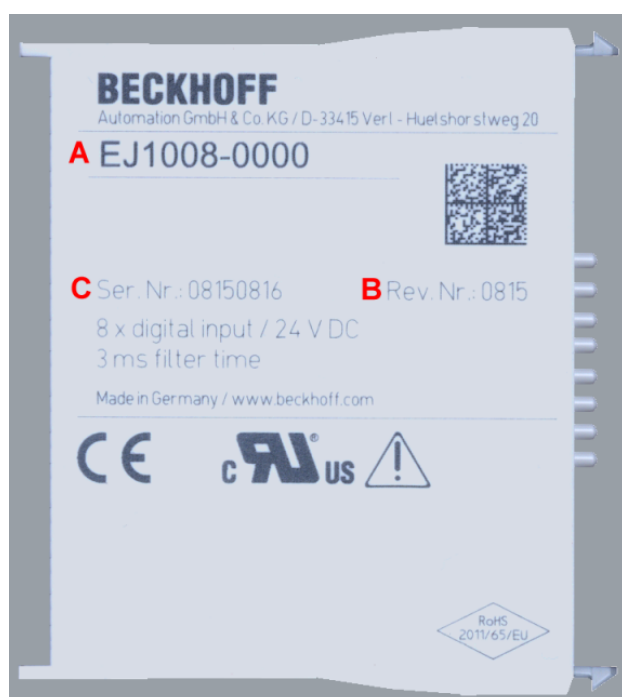 BECKHOFF
Automation GmbH & Co. KG / D-33415 Verl - Huelshorstweg 20
A EJ1008-0000
C Ser. Nr.: 08150816 B Rev. Nr.: 0815
8 x digital input / 24 V DC
3 ms filter time
Made in Germany / www.beckhoff.com
CE c RU ® US
RoHS
2011/65/EU